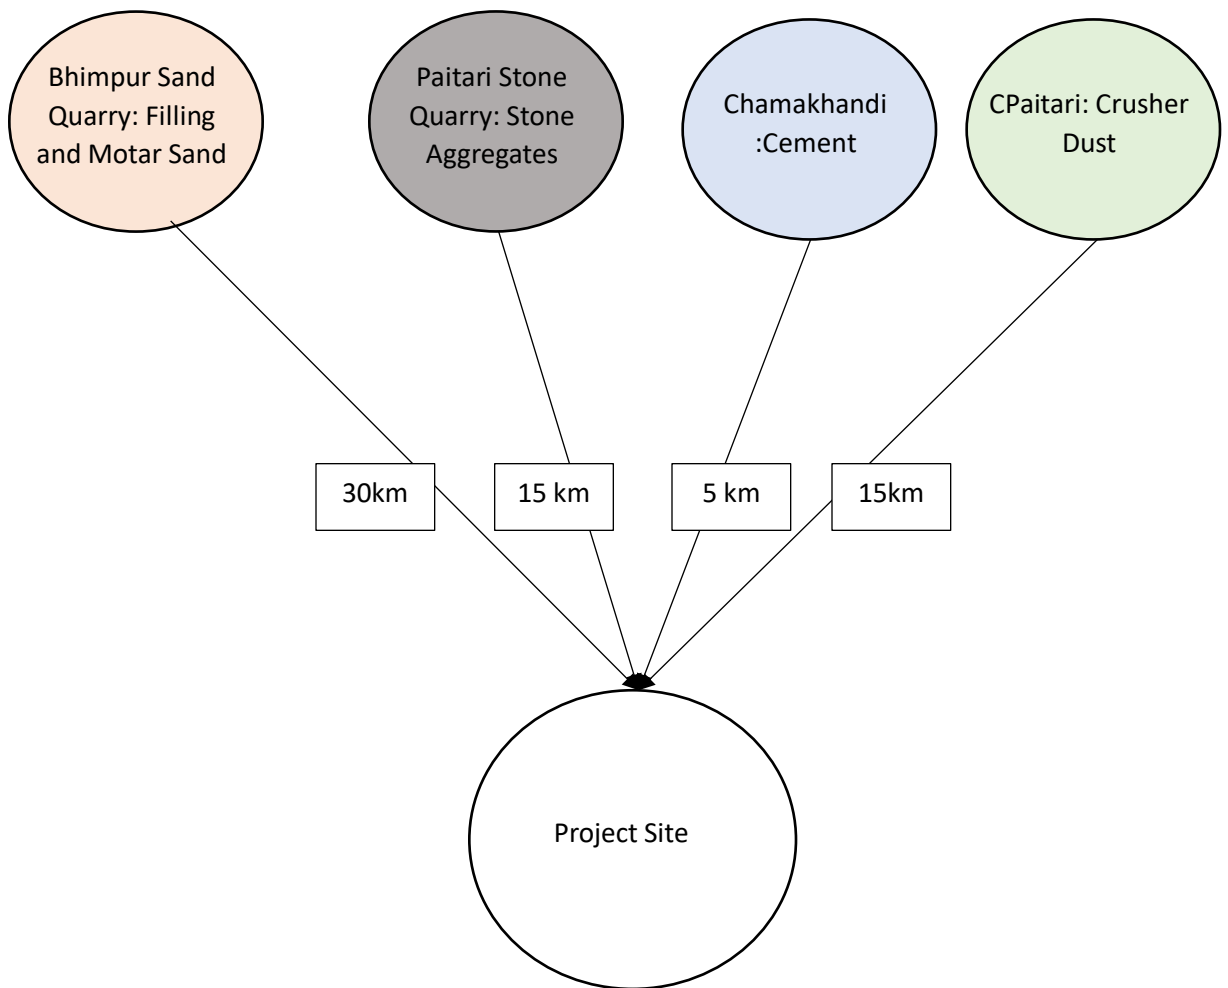 Bhimpur Sand
Quarry: Filling
and Motar Sand
Paitari Stone
Quarry: Stone
Aggregates
Chamakhandi
:Cement
CPaitari: Crusher
Dust
30km
15 km
5 km
15km
Project Site